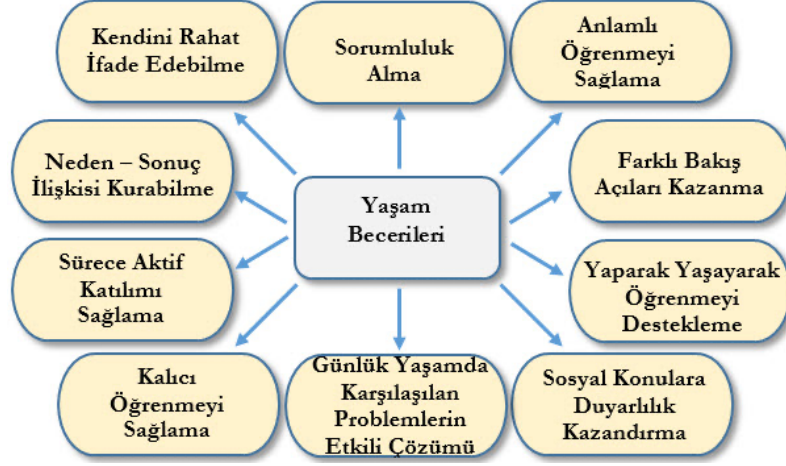 Kendini Rahat
İfade Edebilme
Sorumluluk
Alma
Anlamlı
Öğrenmeyi
Sağlama
Neden – Sonuç
İlişkisi Kurabilme
Yaşam
Becerileri
Farklı Bakış
Açıları Kazanma
Sürece Aktif
Katılımı
Sağlama
Yaparak Yaşayarak
Öğrenmeyi
Destekleme
Kalıcı
Öğrenmeyi
Sağlama
Günlük Yaşamda
Karşılaşılan
Problemlerin
Etkili Çözümü
Sosyal Konulara
Duyarlılık
Kazandırma